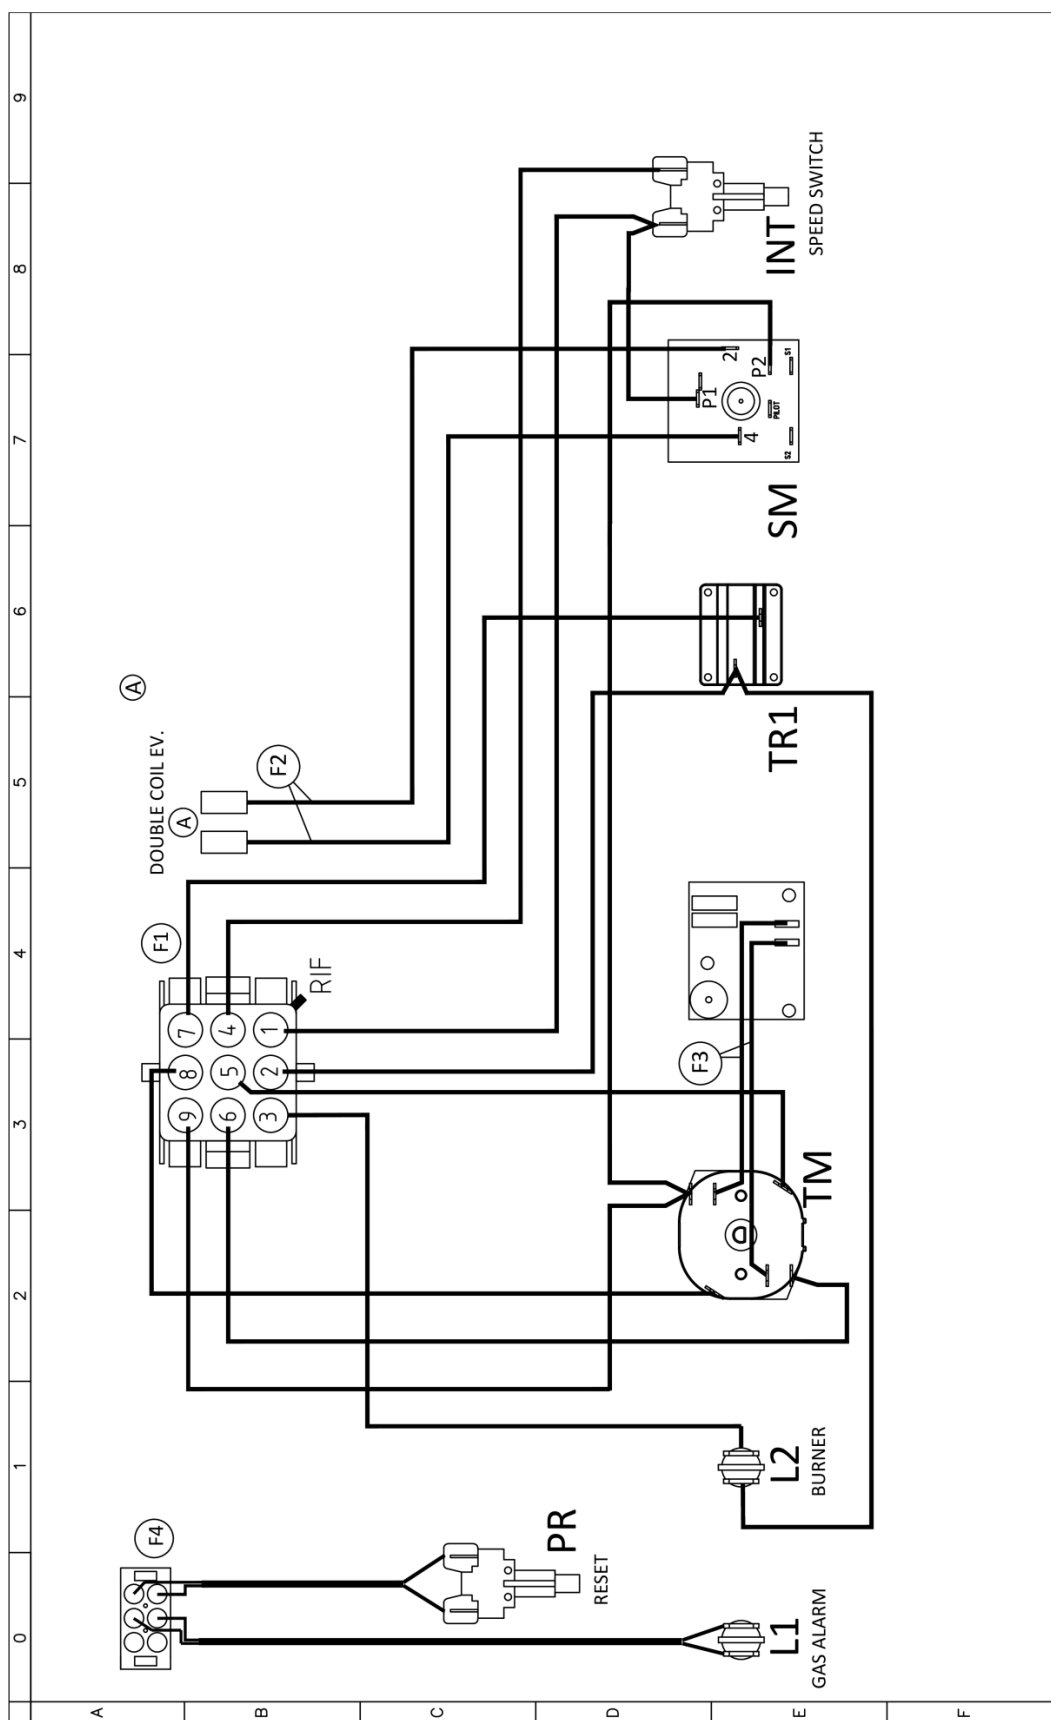 0 1 2 3 4 5 6 7 8 9
A
B
C
D
E
F
F4
F1
DOUBLE COIL EV.
A
A
F2
9 8 7
6 5 4
3 2 1
RIF
PR
RESET
F3
L1
GAS ALARM
L2
BURNER
TM
TR1
SM
4
P1
2
P2
PILOT
S2
S1
INT
SPEED SWITCH